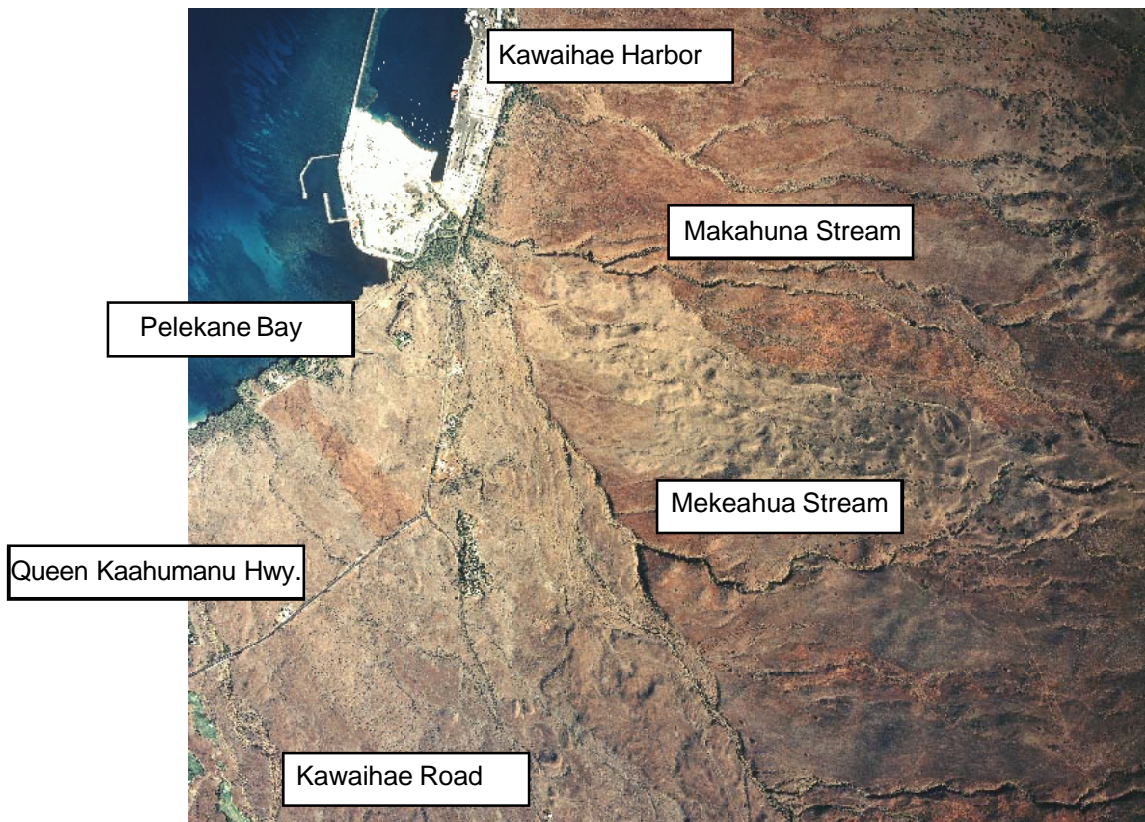 Kawaihae Harbor
Makahuna Stream
Pelekane Bay
Mekeahua Stream
Queen Kaahumanu Hwy.
Kawaihae Road